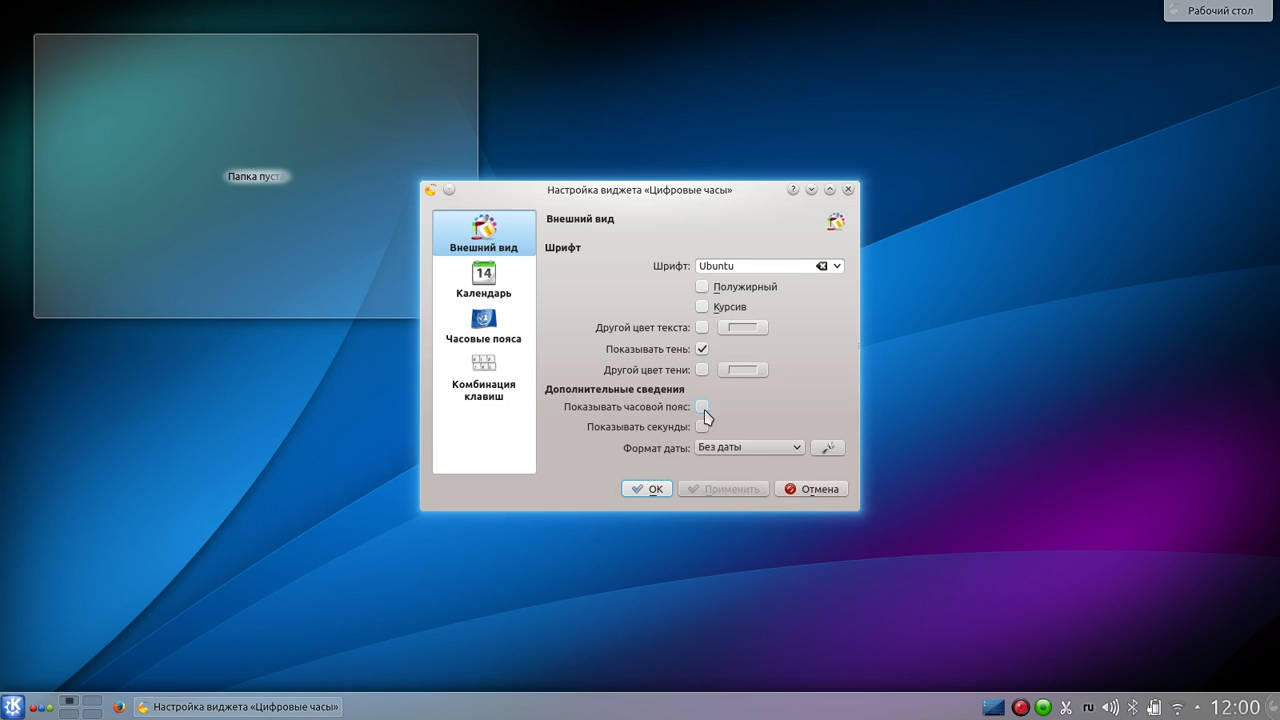 Рабочий стол
Папка пуст
Настройка виджета «Цифровые часы»
Внешний вид
Календарь
14
Часовые пояса
Комбинация
клавиш
Внешний вид
Шрифт
Шрифт: Ubuntu
Полужирный
Курсив
Другой цвет текста:
Показывать тень:
Другой цвет тени:
Дополнительные сведения
Показывать часовой пояс:
Показывать секунды:
Формат даты: Без даты
OK Применить Отмена
Настройка виджета «Цифровые часы» ru 12:00